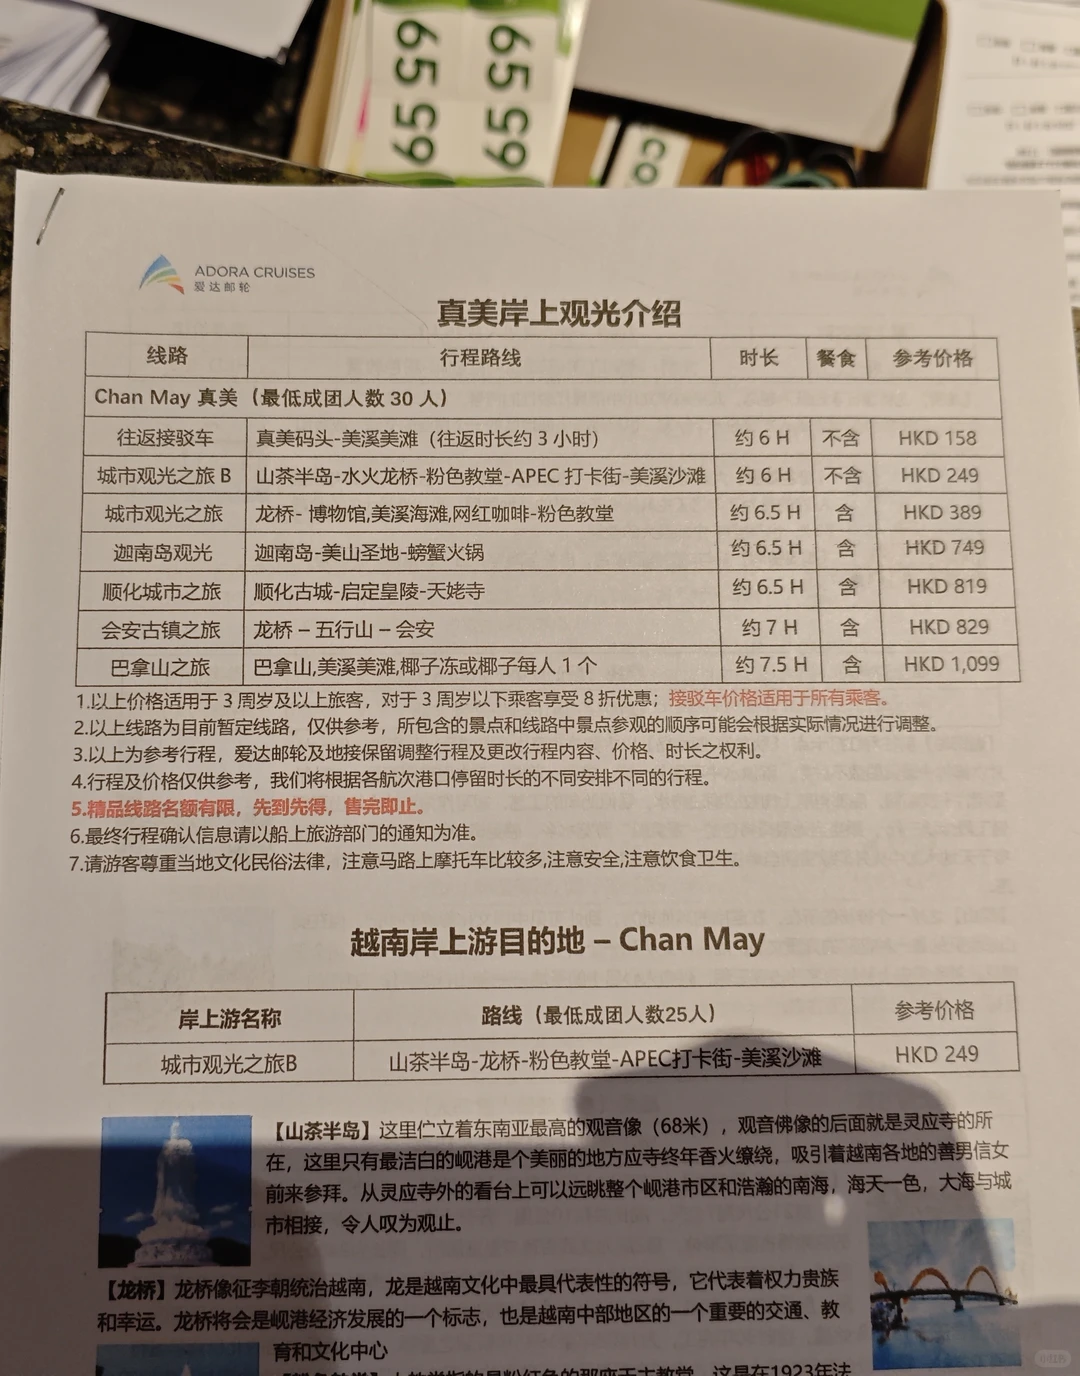 6599
6599
CO
ADORA CRUISES
爱达邮轮
真美岸上观光介绍
线路 行程路线 时长 餐食 参考价格
Chan May 真美（最低成团人数 30 人）
往返接驳车 真美码头-美溪美滩（往返时长约 3 小时） 约 6 H 不含 HKD 158
城市观光之旅 B 山茶半岛-水火龙桥-粉色教堂-APEC 打卡街-美溪沙滩 约 6 H 不含 HKD 249
城市观光之旅 龙桥- 博物馆,美溪海滩,网红咖啡-粉色教堂 约 6.5 H 含 HKD 389
迦南岛观光 迦南岛-美山圣地-螃蟹火锅 约 6.5 H 含 HKD 749
顺化城市之旅 顺化古城-启定皇陵-天姥寺 约 6.5 H 含 HKD 819
会安古镇之旅 龙桥 – 五行山 – 会安 约 7 H 含 HKD 829
巴拿山之旅 巴拿山,美溪美滩,椰子冻或椰子每人 1 个 约 7.5 H 含 HKD 1,099
1.以上价格适用于 3 周岁及以上旅客，对于 3 周岁以下乘客享受 8 折优惠；接驳车价格适用于所有乘客。
2.以上线路为目前暂定线路，仅供参考，所包含的景点和线路中景点参观的顺序可能会根据实际情况进行调整。
3.以上为参考行程，爱达邮轮及地接保留调整行程及更改行程内容、价格、时长之权利。
4.行程及价格仅供参考，我们将根据各航次港口停留时长的不同安排不同的行程。
5.精品线路名额有限，先到先得，售完即止。
6.最终行程确认信息请以船上旅游部门的通知为准。
7.请游客尊重当地文化民俗法律，注意马路上摩托车比较多,注意安全,注意饮食卫生。
越南岸上游目的地 – Chan May
岸上游名称 路线（最低成团人数25人） 参考价格
城市观光之旅B 山茶半岛-龙桥-粉色教堂-APEC打卡街-美溪沙滩 HKD 249
【山茶半岛】这里伫立着东南亚最高的观音像（68米），观音佛像的后面就是灵应寺的所
在，这里只有最洁白的岘港是个美丽的地方应寺终年香火缭绕，吸引着越南各地的善男信女
前来参拜。从灵应寺外的看台上可以远眺整个岘港市区和浩瀚的南海，海天一色，大海与城
市相接，令人叹为观止。
【龙桥】龙桥像征李朝统治越南，龙是越南文化中最具代表性的符号，它代表着权力贵族
和幸运。龙桥将会是岘港经济发展的一个标志，也是越南中部地区的一个重要的交通、教
育和文化中心